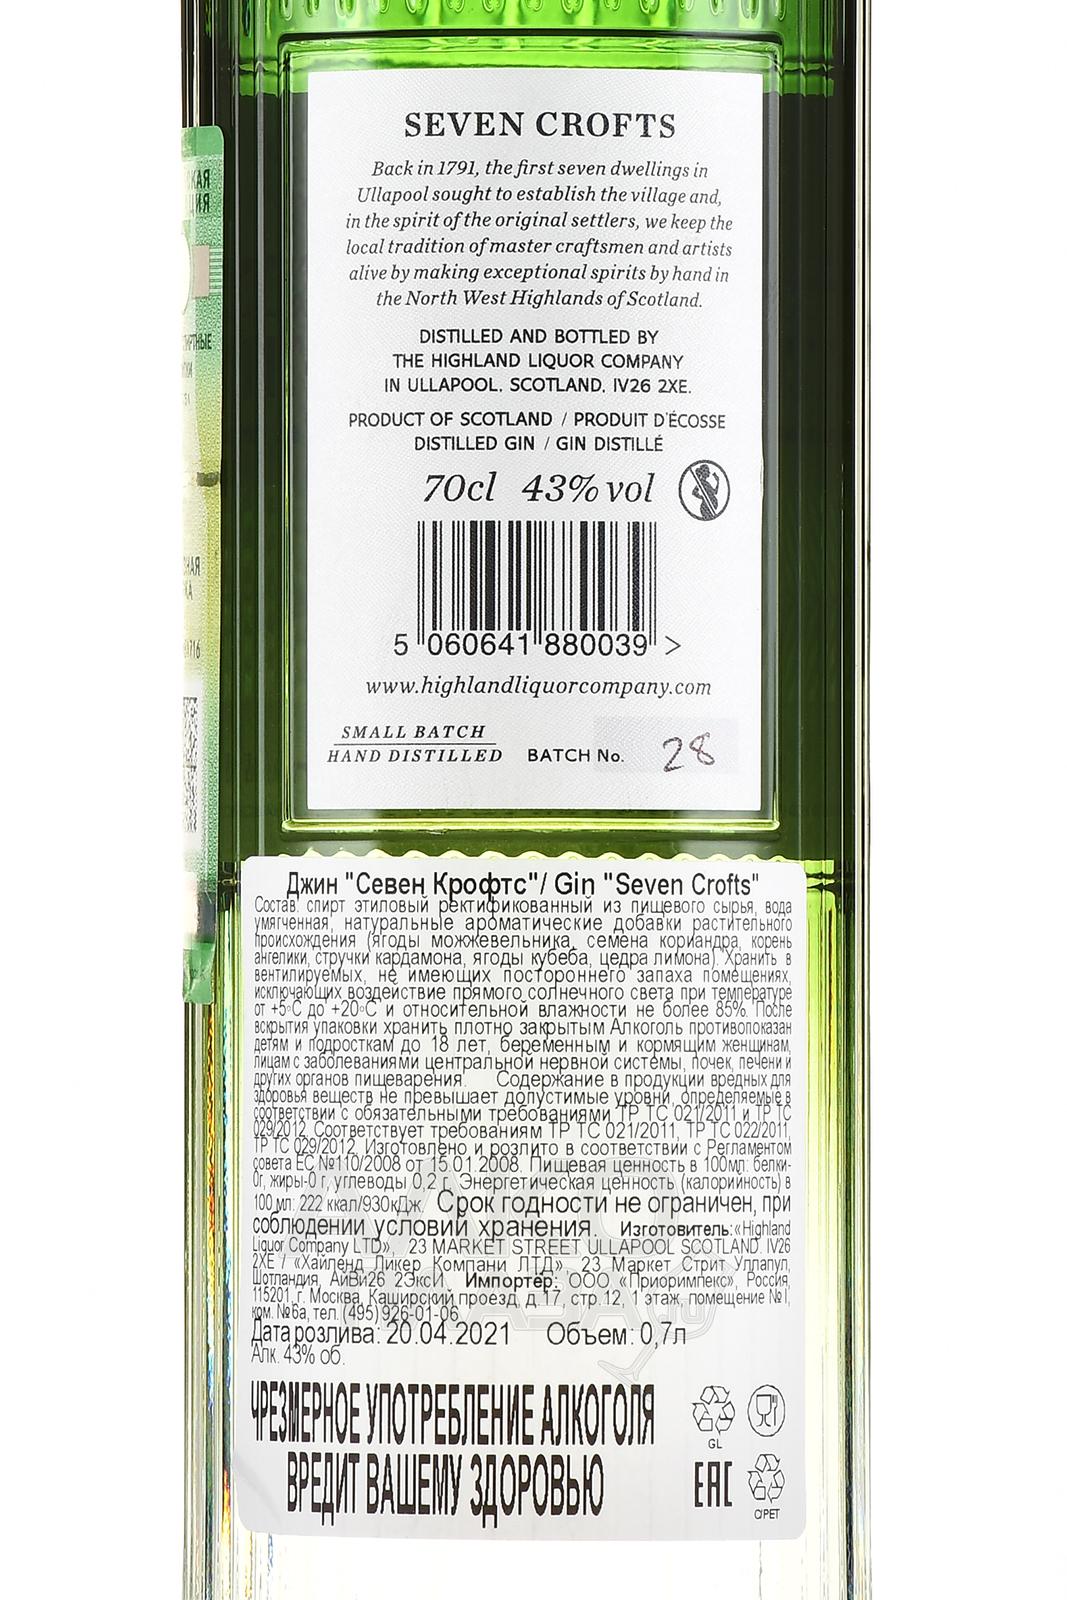 SEVEN CROFTS
Back in 1791, the first seven dwellings in
Ullapool sought to establish the village and,
in the spirit of the original settlers, we keep the
local tradition of master craftsmen and artists
alive by making exceptional spirits by hand in
the North West Highlands of Scotland.
DISTILLED AND BOTTLED BY
THE HIGHLAND LIQUOR COMPANY
IN ULLAPOOL. SCOTLAND. IV26 2XE.
PRODUCT OF SCOTLAND / PRODUIT D'ÉCOSSE
DISTILLED GIN / GIN DISTILLÉ
70cl 43% vol
5 060641 880039 >
www.highlandliquorcompany.com
SMALL BATCH
HAND DISTILLED BATCH No. 28
Джин "Севен Крофтс"/ Gin "Seven Crofts"
Состав: спирт этиловый ректификованный из пищевого сырья, вода
умягченная, натуральные ароматические добавки растительного
происхождения (ягоды можжевельника, семена кориандра, корень
ангелики, стручки кардамона, ягоды кубеба, цедра лимона). Хранить в
вентилируемых, не имеющих постороннего запаха помещениях,
исключающих воздействие прямого солнечного света при температуре
от +5◦С до +20◦С и относительной влажности не более 85%. После
вскрытия упаковки хранить плотно закрытым Алкоголь противопоказан
детям и подросткам до 18 лет, беременным и кормящим женщинам,
лицам с заболеваниями центральной нервной системы, почек, печени и
других органов пищеварения. Содержание в продукции вредных для
здоровья веществ не превышает допустимые уровни, определяемые в
соответствии с обязательными требованиями ТР ТС 021/2011 и ТР ТС
029/2012. Соответствует требованиям ТР ТС 021/2011, ТР ТС 022/2011,
ТР ТС 029/2012. Изготовлено и розлито в соответствии с Регламентом
совета ЕС №110/2008 от 15.01.2008. Пищевая ценность в 100мл: белки-
0г, жиры-0 г, углеводы 0,2 г. Энергетическая ценность (калорийность) в
100 мл: 222 ккал/930кДж. Срок годности не ограничен, при
соблюдении условий хранения. Изготовитель: «Highland
Liquor Company LTD», 23 MARKET STREET ULLAPOOL SCOTLAND. IV26
2XE / «Хайленд Ликер Компани ЛТД» 23 Маркет Стрит Уллапул,
Шотландия, АйВи26 2ЭксИ. Импортер: ООО «Приоримпекс», Россия,
115201, г. Москва, Каширский проезд, д.17, стр.12, 1 этаж, помещение №I,
ком. №6а, тел. (495) 926-01-06
Дата розлива: 20.04.2021 Объем: 0,7л
Алк. 43% об.
ЧРЕЗМЕРНОЕ УПОТРЕБЛЕНИЕ АЛКОГОЛЯ
ВРЕДИТ ВАШЕМУ ЗДОРОВЬЮ
GL
EAC
C/PET